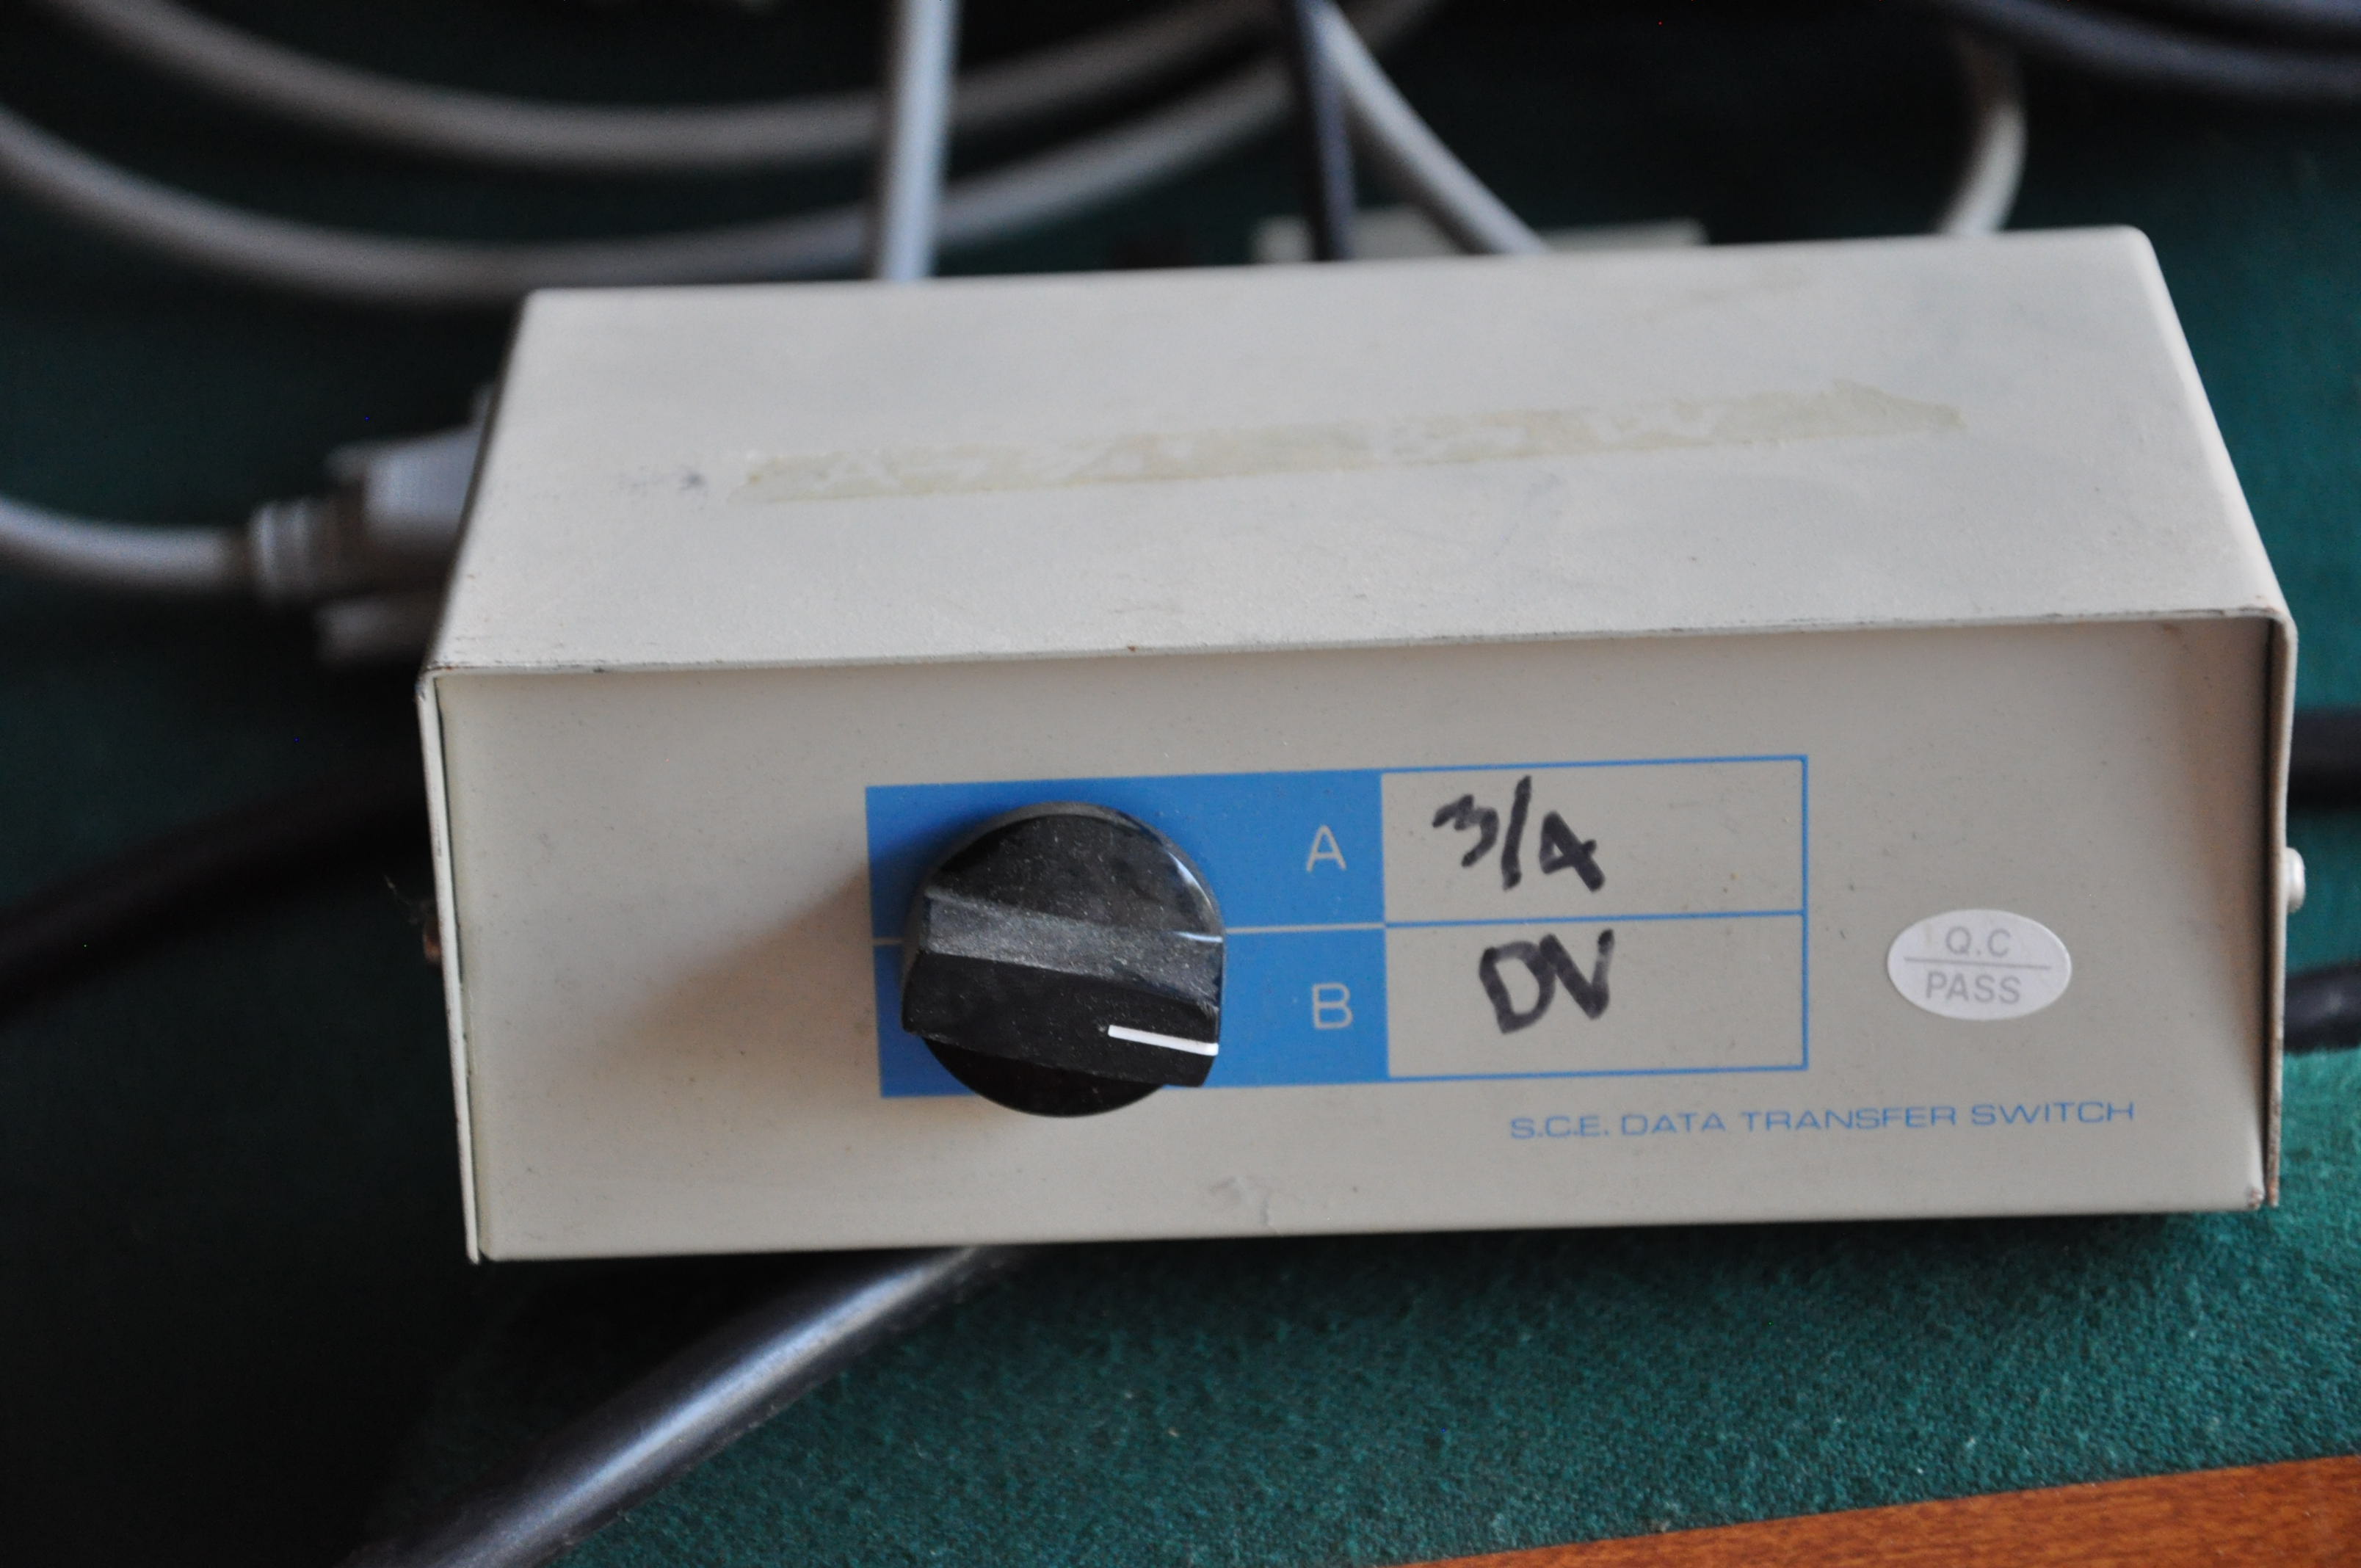 A 3/4
B DV
Q.C
PASS
S.C.E. DATA TRANSFER SWITCH